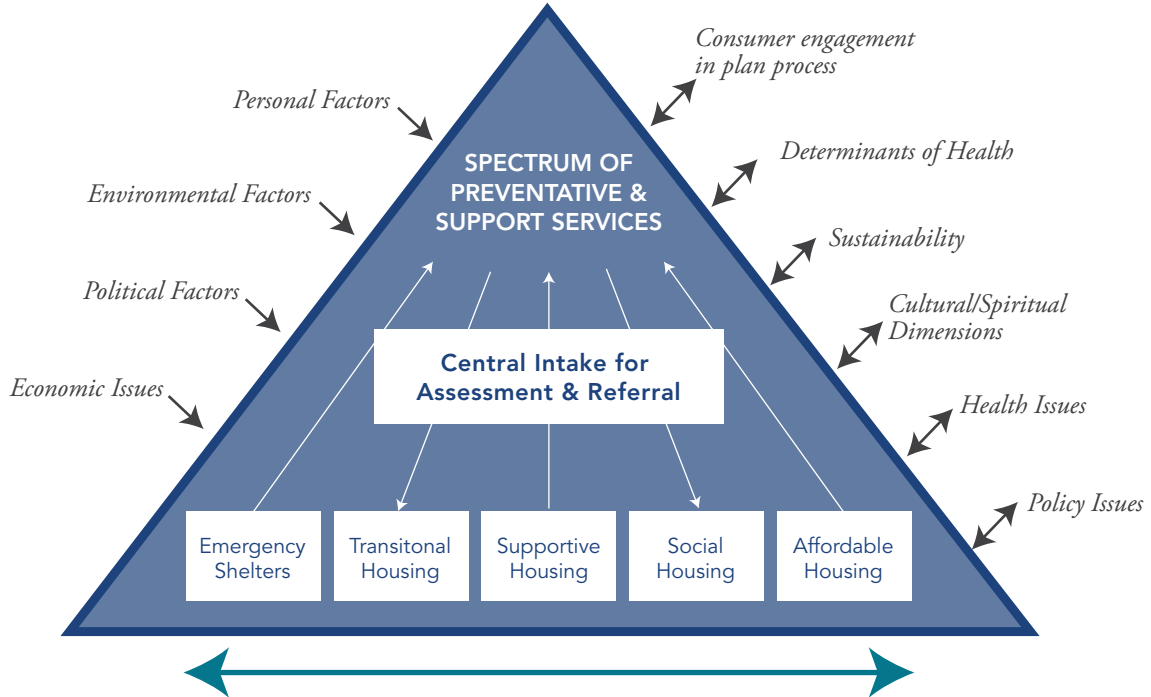 Consumer engagement
in plan process
Personal Factors
Determinants of Health
SPECTRUM OF
PREVENTATIVE &
SUPPORT SERVICES
Environmental Factors
Sustainability
Political Factors
Cultural/Spiritual
Dimensions
Central Intake for
Assessment & Referral
Economic Issues
Health Issues
Policy Issues
Emergency
Shelters
Transitonal
Housing
Supportive
Housing
Social
Housing
Affordable
Housing